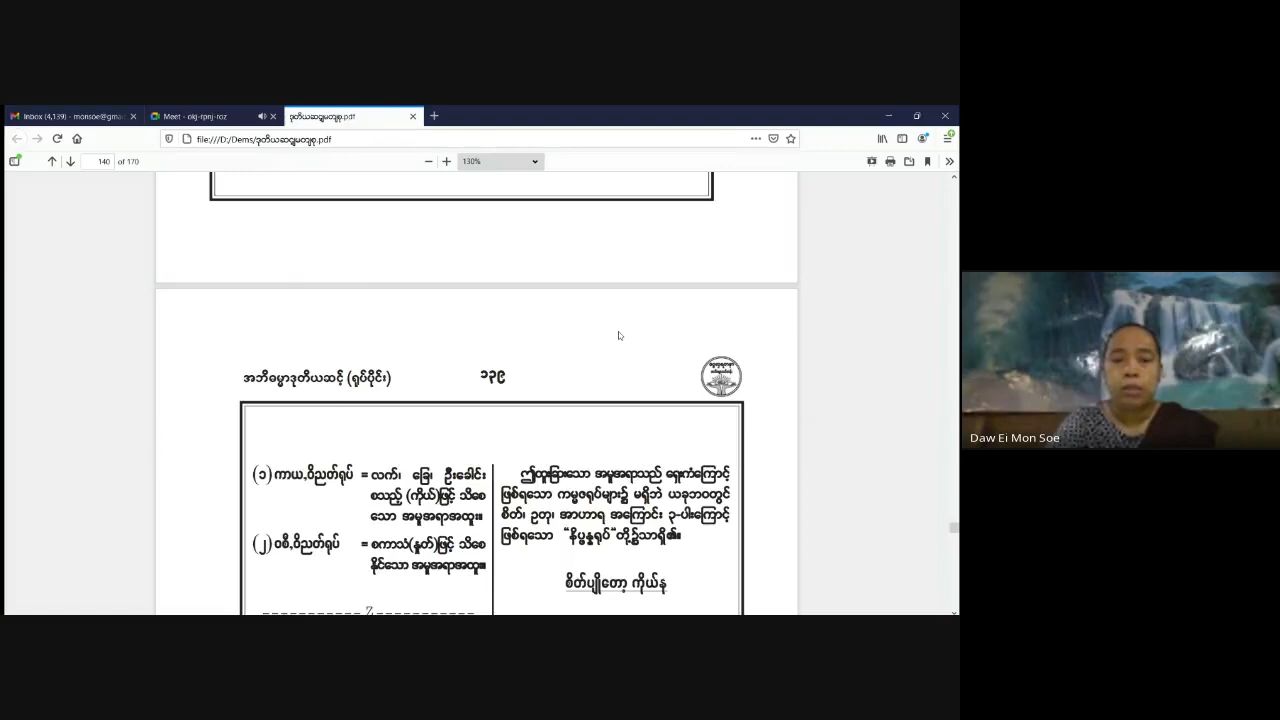 Inbox (4,139) - monsoe@gma
Meet - okj-rpnj-roz
ဒုတိယဆင့်ဓမ္မ.pdf
file:///D:/Dems/
140 of 170
130%
အဘိဓမ္မာဒုတိယဆင့် (ရုပ်ပိုင်း)
၁၃၉
(၁) ကာယ,ဝိညတ်ရုပ် = လက်၊ ခြေ၊ ဦးခေါင်း
စသည့် (ကိုယ်)ဖြင့် သိစေ
သော အမူအရာအထူး။
(၂) ဝစီ,ဝိညတ်ရုပ် = စကားသံ(နှုတ်)ဖြင့် သိစေ
နိုင်သော အမူအရာအထူး။
ဤထူးခြားသော အမူအရာသည် ရှေးကံကြောင့်
ဖြစ်ရသော ကမ္မဇရုပ်များ၌ မရှိဘဲ ယခုဘဝတွင်
စိတ်၊ ဥတု၊ အာဟာရ အကြောင်း ၃-ပါးကြောင့်
ဖြစ်ရသော "နိပ္ဖန္နရုပ်"တို့၌သာရှိ၏။
စိတ်ပျိုတော့ ကိုယ်နု
Daw Ei Mon Soe